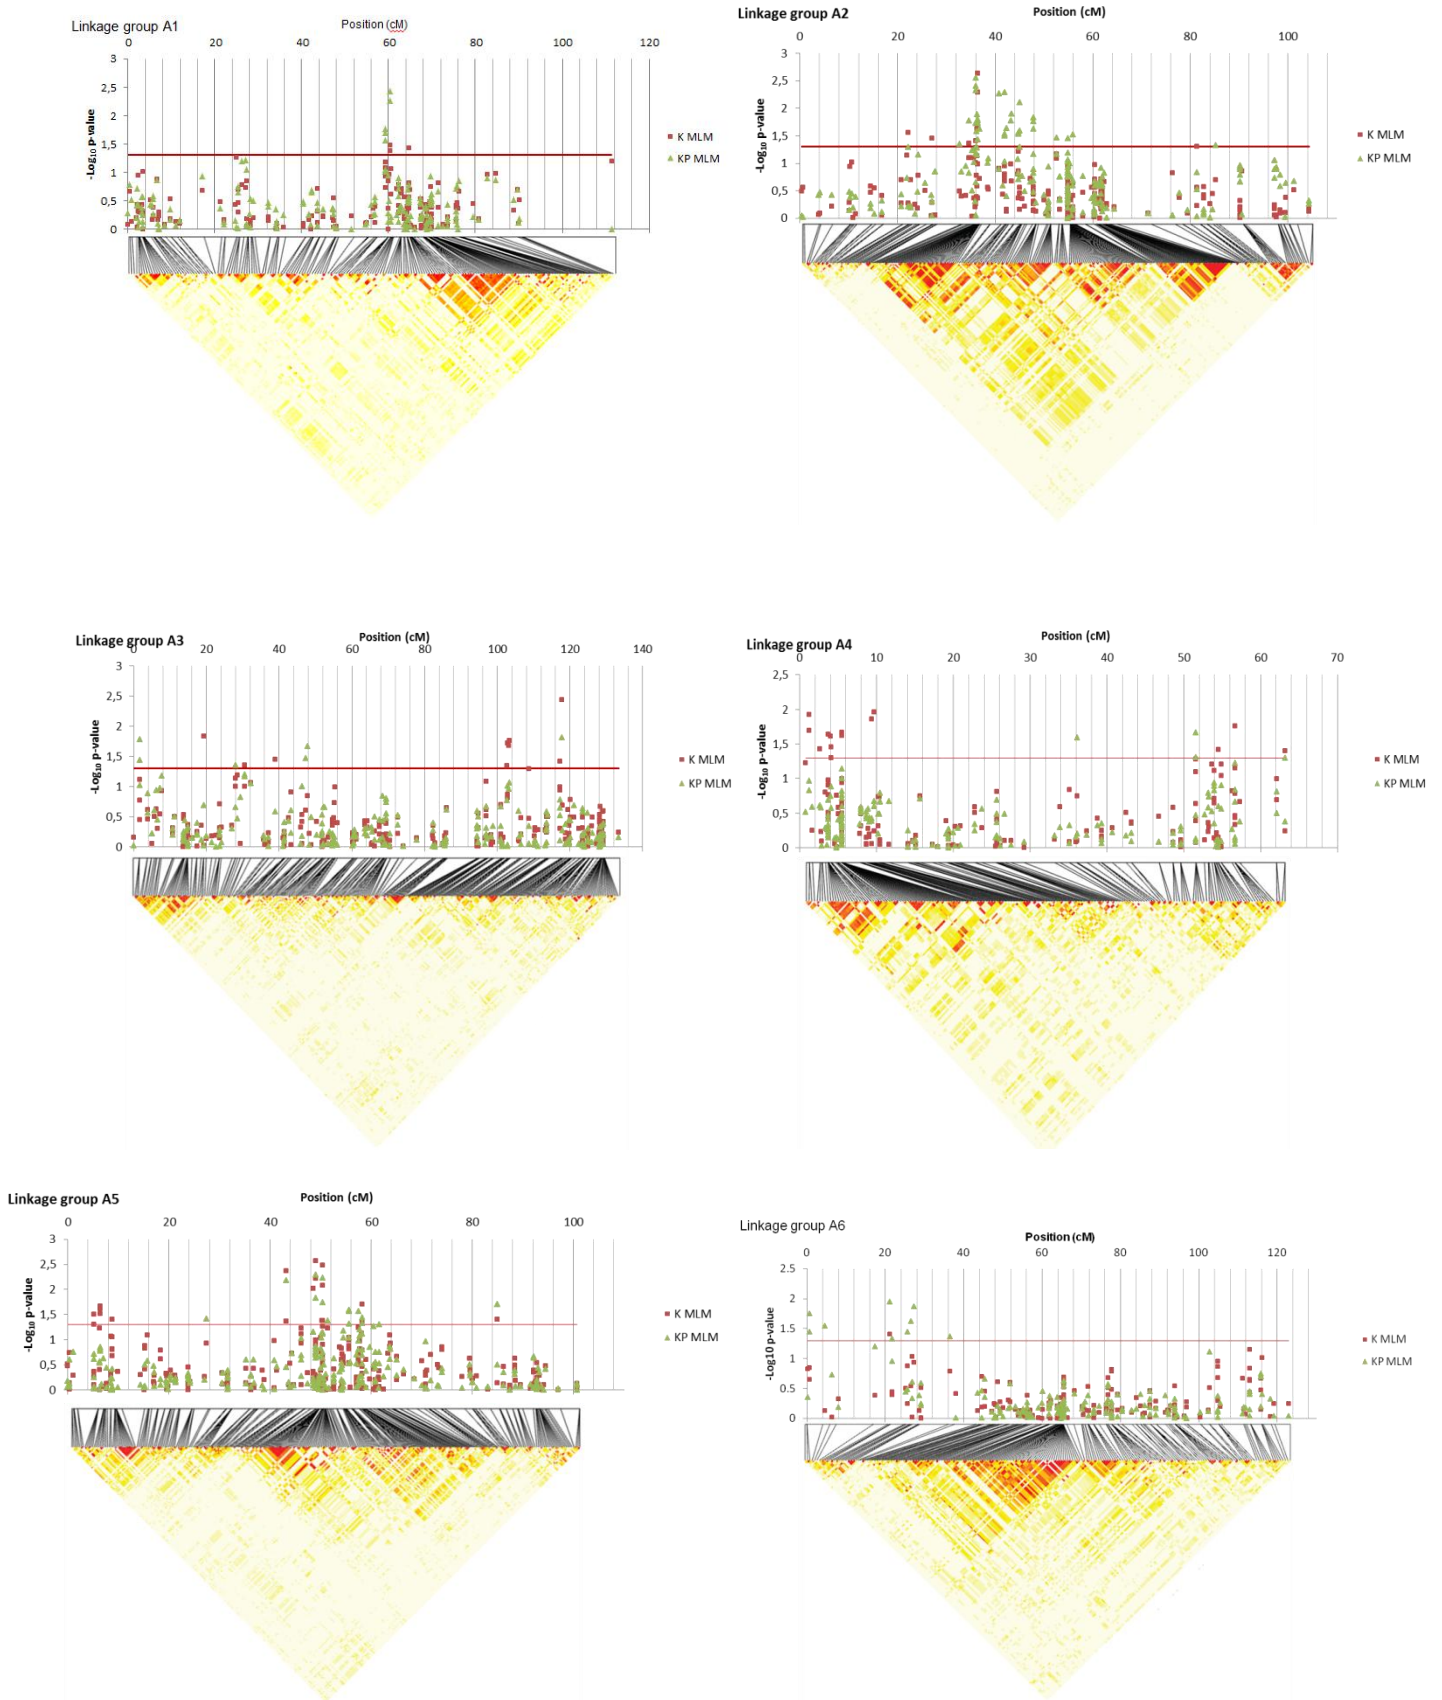 Linkage group A1
Position (cM)
0 20 40 60 80 100 120
3
2,5
2
1,5
1
0,5
0
-Log10 p-value
K MLM
KP MLM
Linkage group A2
Position (cM)
0 20 40 60 80 100
3
2,5
2
1,5
1
0,5
0
-Log10 p-value
K MLM
KP MLM
Linkage group A3
Position (cM)
0 20 40 60 80 100 120 140
3
2,5
2
1,5
1
0,5
0
-Log10 p-value
K MLM
KP MLM
Linkage group A4
Position (cM)
0 10 20 30 40 50 60 70
2,5
2
1,5
1
0,5
0
-Log10 p-value
K MLM
KP MLM
Linkage group A5
Position (cM)
0 20 40 60 80 100
3
2,5
2
1,5
1
0,5
0
-Log10 p-value
K MLM
KP MLM
Linkage group A6
Position (cM)
0 20 40 60 80 100 120
2.5
2
1.5
1
0.5
0
-Log10 p-value
K MLM
KP MLM